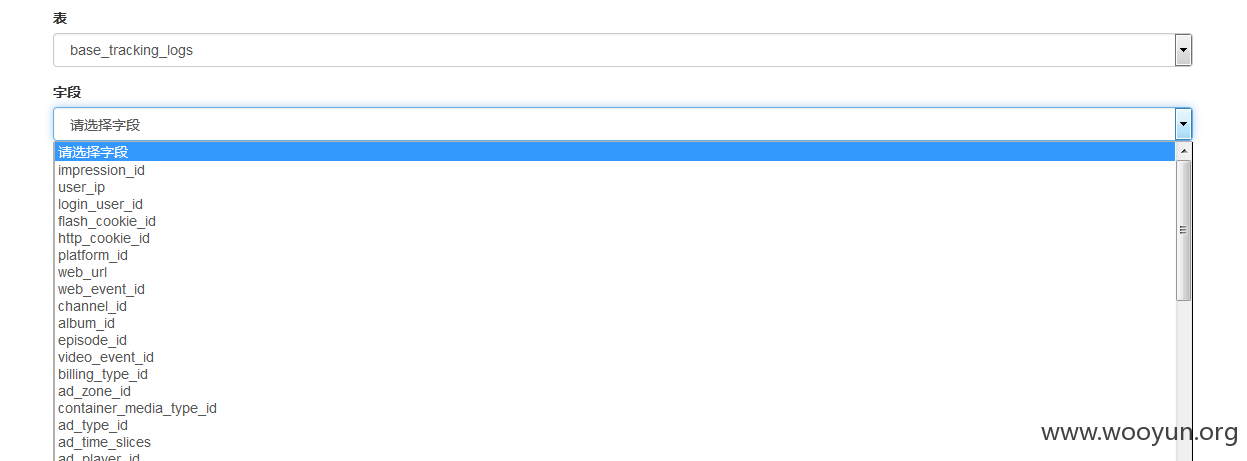 表
base_tracking_logs
字段
请选择字段
请选择字段
impression_id
user_ip
login_user_id
flash_cookie_id
http_cookie_id
platform_id
web_url
web_event_id
channel_id
album_id
episode_id
video_event_id
billing_type_id
ad_zone_id
container_media_type_id
ad_type_id
ad_time_slices
ad_player_id
www.wooyun.org